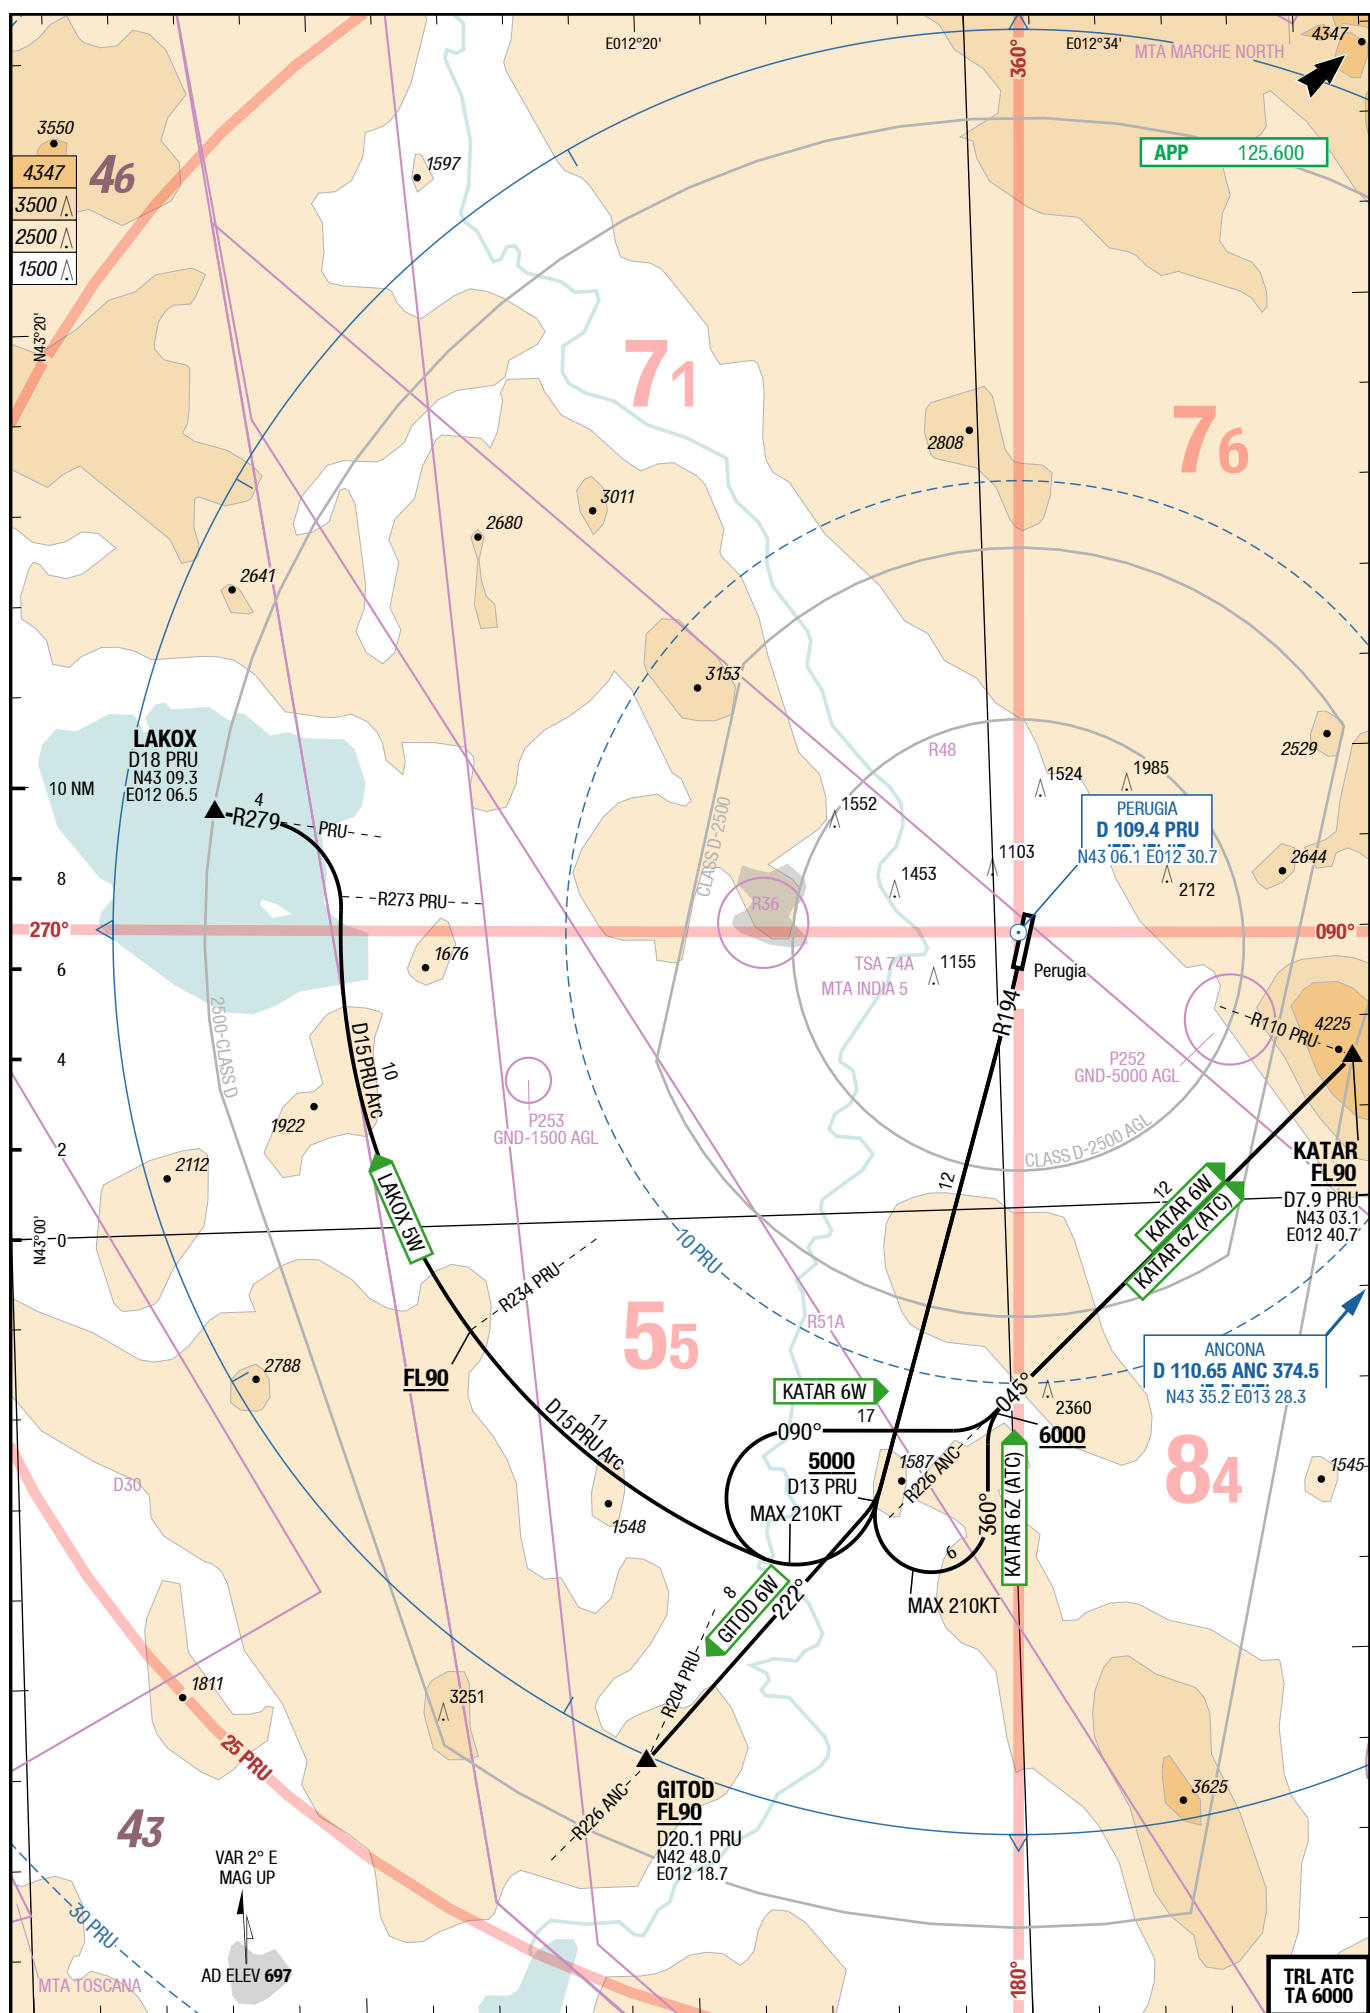 E012°20'
E012°34'
360°
MTA MARCHE NORTH
4347
3550
4347
3500
2500
1500
46
1597
APP 125.600
N43°20'
71
76
2808
3011
2680
2641
3153
2529
LAKOX
D18 PRU
N43 09.3
E012 06.5
10 NM
4
R279
PRU
R273 PRU
R48
1524
1985
1552
CLASS D-2500
PERUGIA
D 109.4 PRU
N43 06.1 E012 30.7
1103
1453
2644
2172
8
R36
270°
090°
1676
6
TSA 74A
MTA INDIA 5
1155
Perugia
2500-CLASS D
R194
R110 PRU
4225
D15 PRU Arc
10
4
P253
GND-1500 AGL
P252
GND-5000 AGL
1922
2
2112
CLASS D-2500 AGL
KATAR
FL90
D7.9 PRU
N43 03.1
E012 40.7
LAKOX 5W
12
12
KATAR 6W
KATAR 6Z (ATC)
N43°00'
0
10 PRU
R234 PRU
55
R51A
ANCONA
D 110.65 ANC 374.5
N43 35.2 E013 28.3
2788
FL90
KATAR 6W
17
045°
2360
D15 PRU Arc
11
090°
6000
5000
D13 PRU
MAX 210KT
1587
R226 ANC
84
1545
D30
1548
360°
KATAR 6Z (ATC)
6
MAX 210KT
8
GITOD 6W
222°
1811
3251
R204 PRU
25 PRU
GITOD
FL90
D20.1 PRU
N42 48.0
E012 18.7
R226 ANC
3625
43
VAR 2° E
MAG UP
30 PRU
AD ELEV 697
MTA TOSCANA
180°
TRL ATC
TA 6000